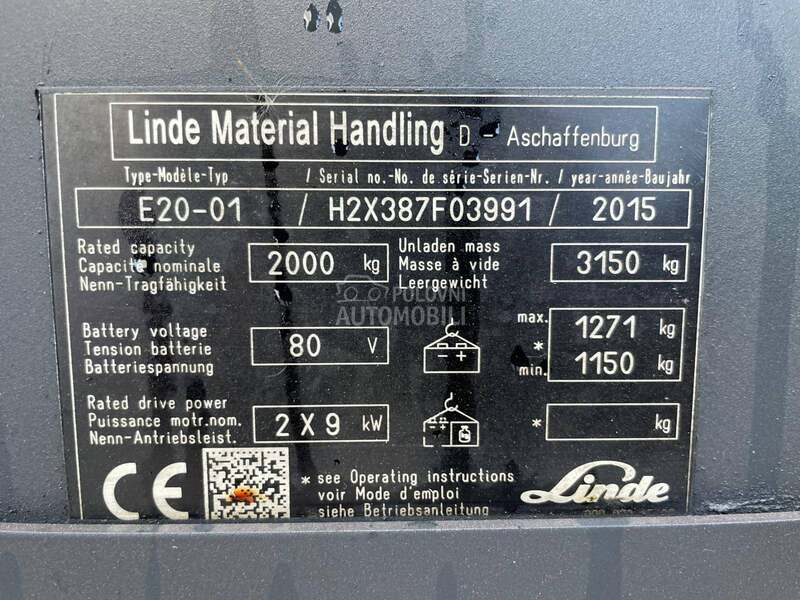 Linde Material Handling D - Aschaffenburg
Type-Modèle-Typ / Serial no.-No. de série-Serien-Nr. / year-année-Baujahr
E20-01 / H2X387F03991 / 2015
Rated capacity
Capacité nominale
Nenn-Tragfähigkeit
2000 kg
Unladen mass
Masse à vide
Leergewicht
3150 kg
POLOVNI
AUTOMOBILI
Battery voltage
Tension batterie
Batteriespannung
80 V
- +
max. 1271 kg
*
min. 1150 kg
Rated drive power
Puissance motr.nom.
Nenn-Antriebsleist.
2 X 9 kW
- +
* kg
CE
* see Operating instructions
voir Mode d'emploi
siehe Betriebsanleitung
Linde